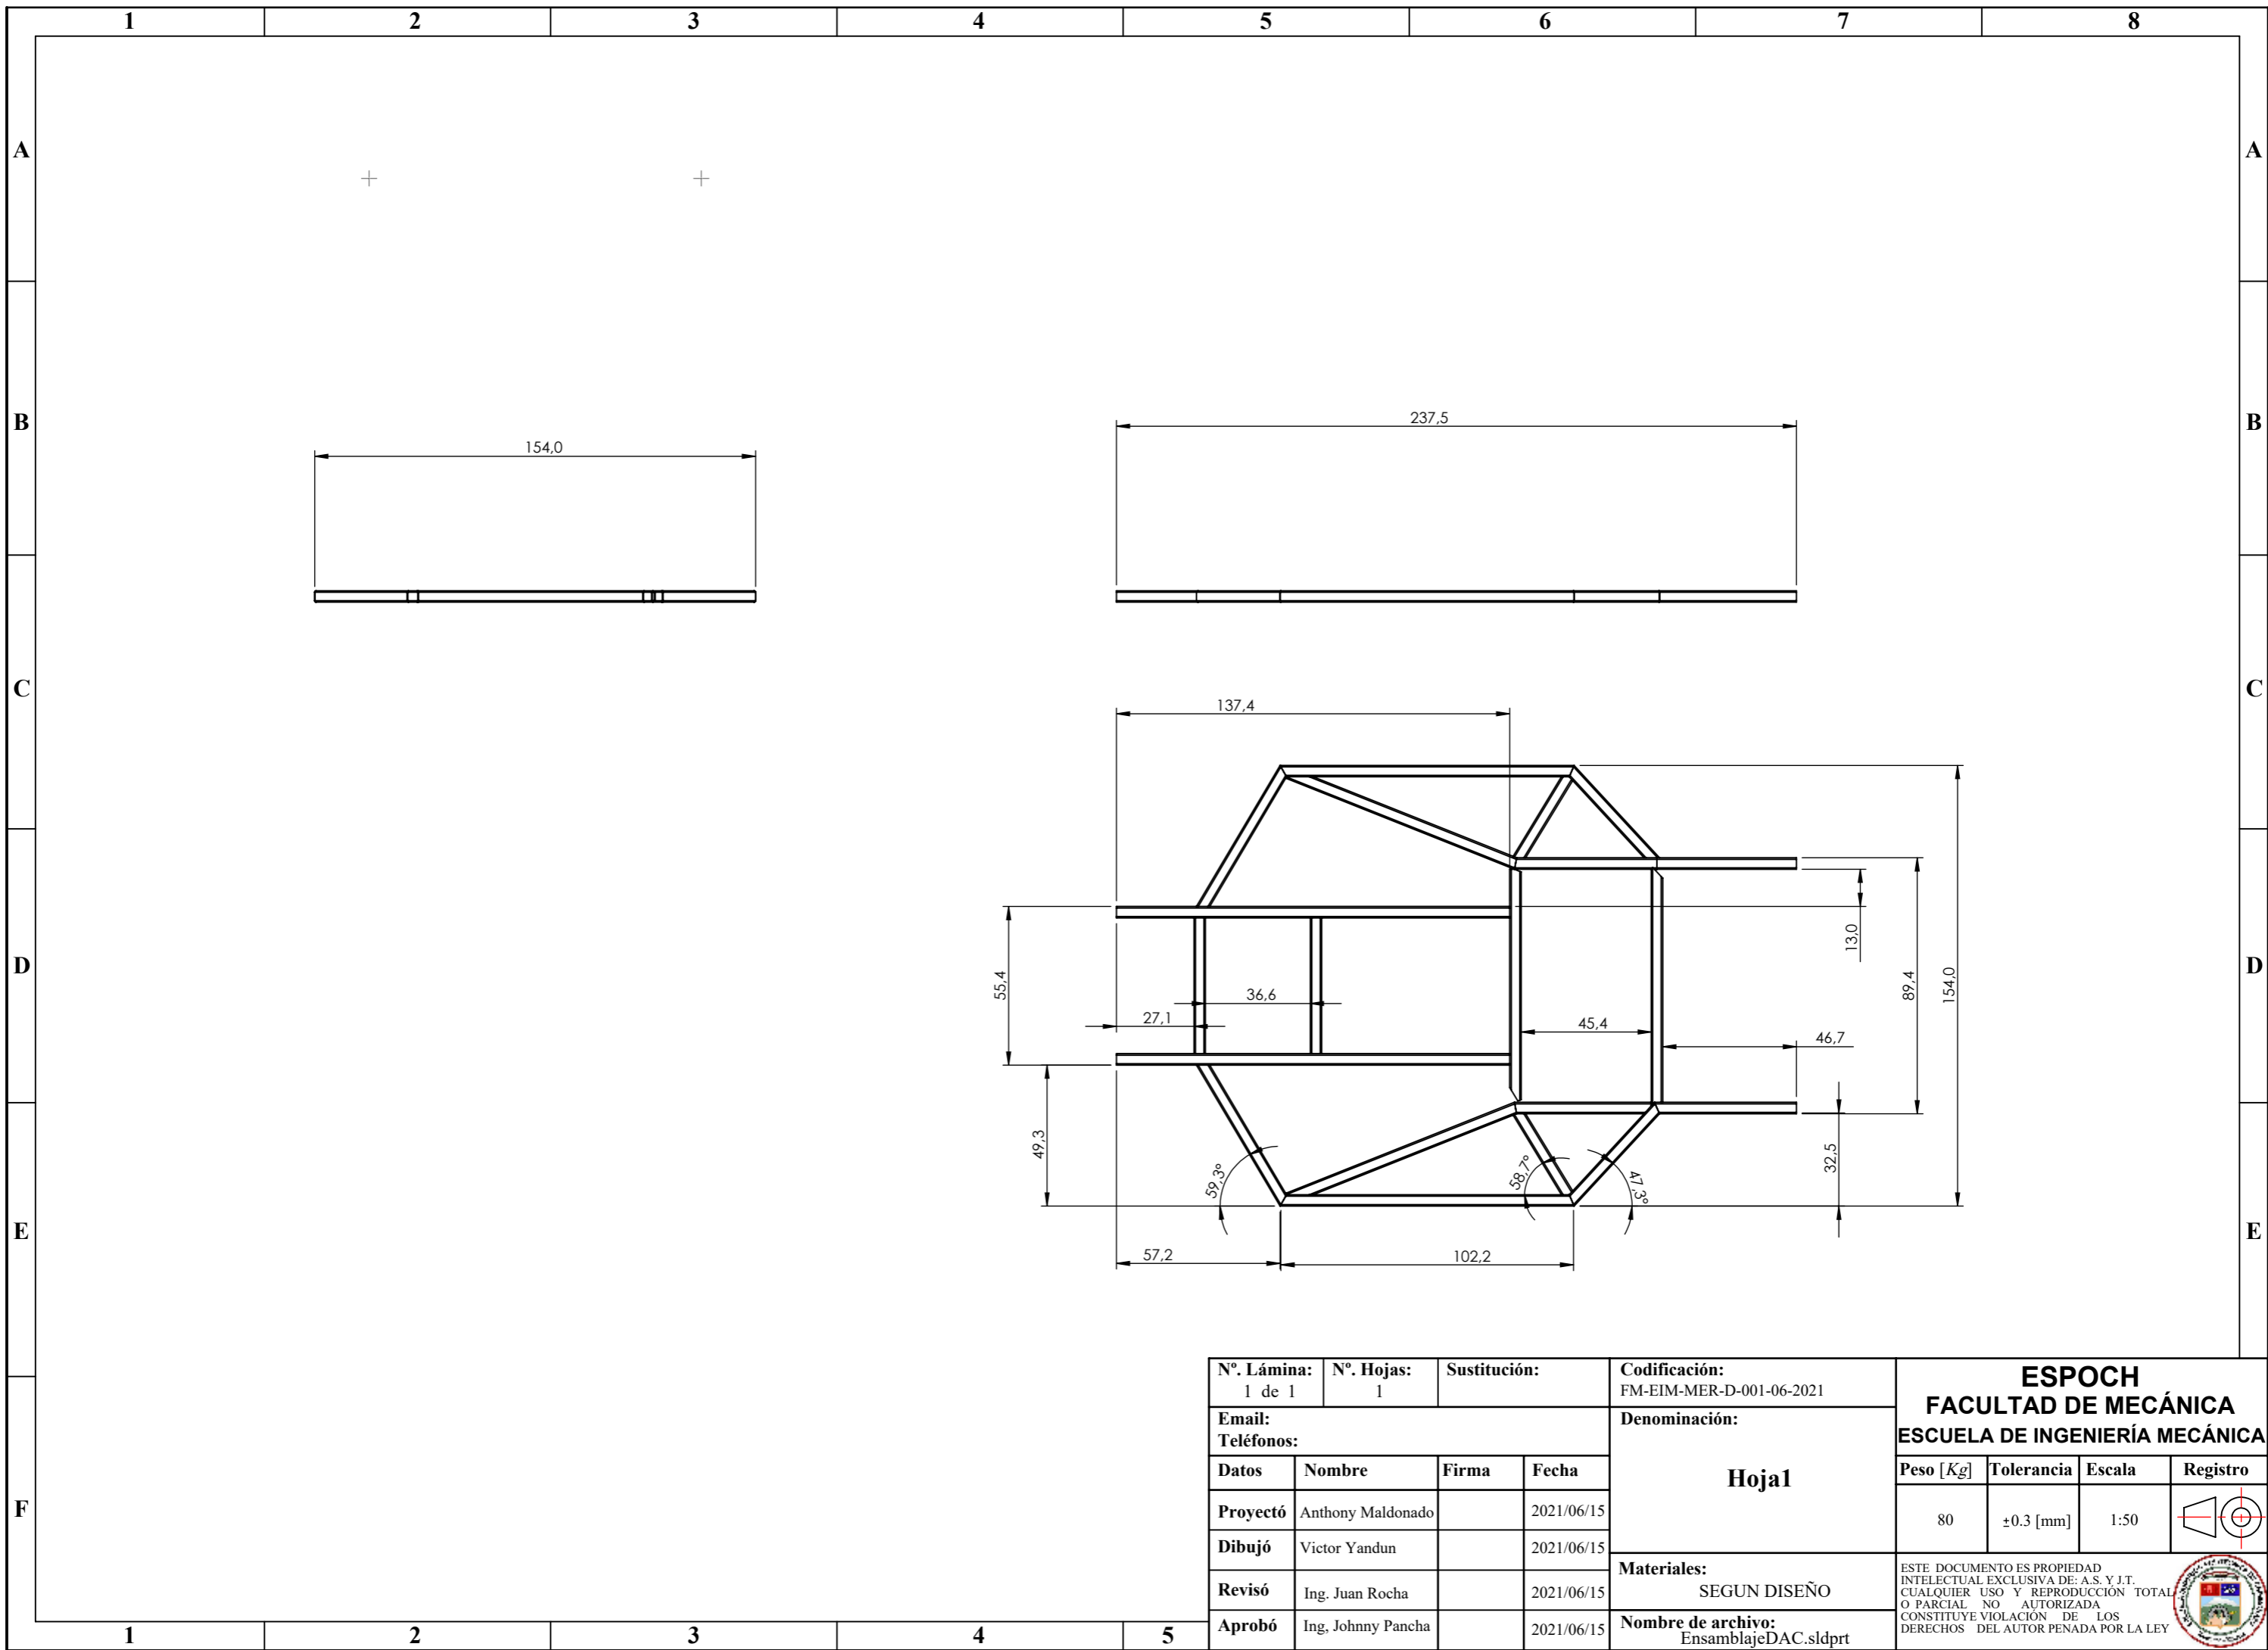 1 2 3 4 5 6 7 8
A A
B B
237,5
154,0
C C
137,4
D D
13,0
55,4
36,6
27,1
45,4
89,4
154,0
46,7
49,3
59,3°
58,7°
47,3°
32,5
E E
57,2
102,2
F
1 2 3 4 5
Nº. Lámina:
1 de 1
Nº. Hojas:
1
Sustitución:
Codificación:
FM-EIM-MER-D-001-06-2021
Email:
Teléfonos:
Denominación:
Hoja1
Datos Nombre Firma Fecha
Proyectó Anthony Maldonado 2021/06/15
Dibujó Victor Yandun 2021/06/15
Revisó Ing. Juan Rocha 2021/06/15
Aprobó Ing, Johnny Pancha 2021/06/15
Materiales:
SEGUN DISEÑO
Nombre de archivo:
EnsamblajeDAC.sldprt
ESPOCH
FACULTAD DE MECÁNICA
ESCUELA DE INGENIERÍA MECÁNICA
Peso [Kg] Tolerancia Escala Registro
80 ±0.3 [mm] 1:50
ESTE DOCUMENTO ES PROPIEDAD
INTELECTUAL EXCLUSIVA DE: A.S. Y J.T.
CUALQUIER USO Y REPRODUCCIÓN TOTAL
O PARCIAL NO AUTORIZADA
CONSTITUYE VIOLACIÓN DE LOS
DERECHOS DEL AUTOR PENADA POR LA LEY